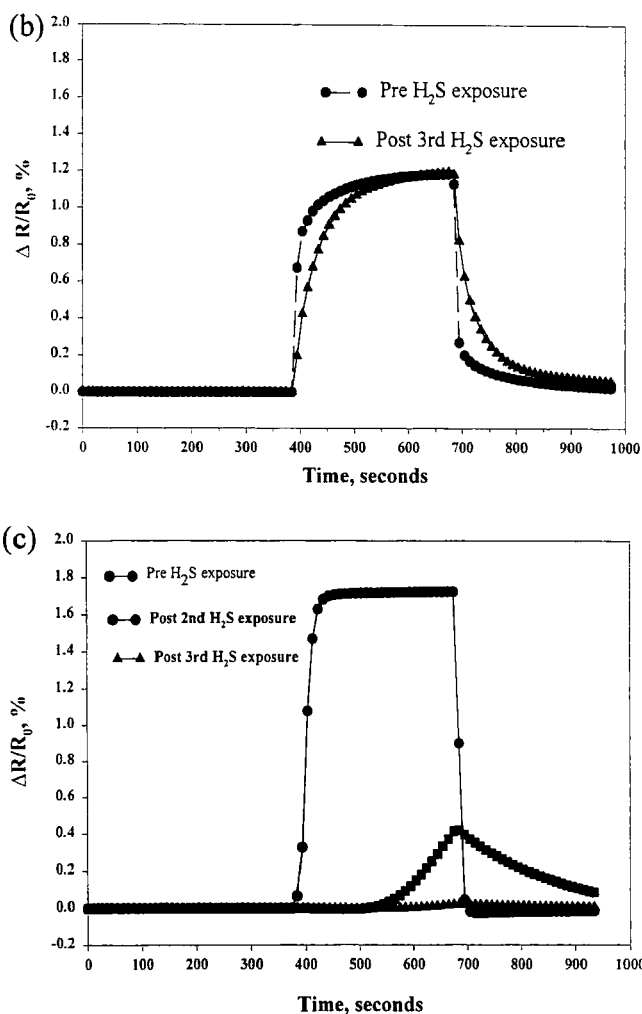 (b)
2.0
1.8
1.6
1.4
1.2
1.0
0.8
0.6
0.4
0.2
0.0
-0.2
Δ R/R₀, %
Pre H₂S exposure
Post 3rd H₂S exposure
0 100 200 300 400 500 600 700 800 900 1000
Time, seconds
(c)
2.0
1.8
1.6
1.4
1.2
1.0
0.8
0.6
0.4
0.2
0.0
-0.2
ΔR/R₀, %
Pre H₂S exposure
Post 2nd H₂S exposure
Post 3rd H₂S exposure
0 100 200 300 400 500 600 700 800 900 1000
Time, seconds